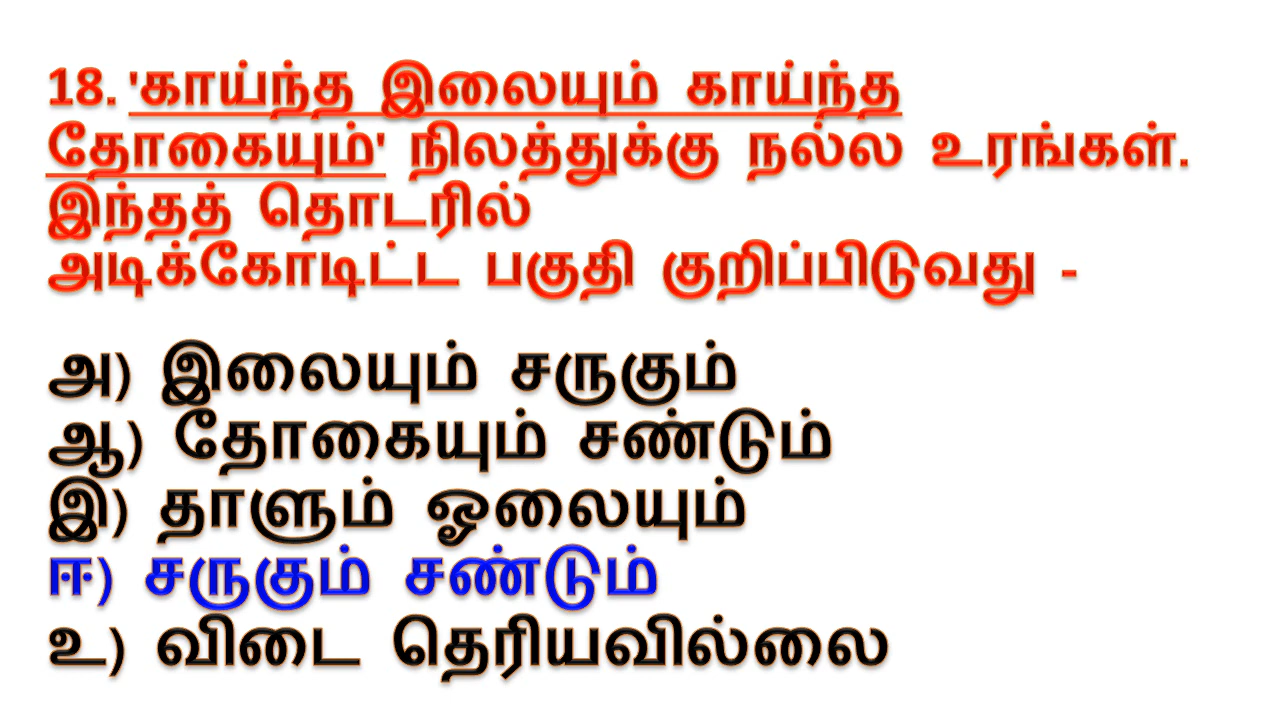 18. 'காய்ந்த இலையும் காய்ந்த
தோகையும்' நிலத்துக்கு நல்ல உரங்கள்.
இந்தத் தொடரில்
அடிக்கோடிட்ட பகுதி குறிப்பிடுவது -
அ) இலையும் சருகும்
ஆ) தோகையும் சண்டும்
இ) தாளும் ஓலையும்
ஈ) சருகும் சண்டும்
உ) விடை தெரியவில்லை